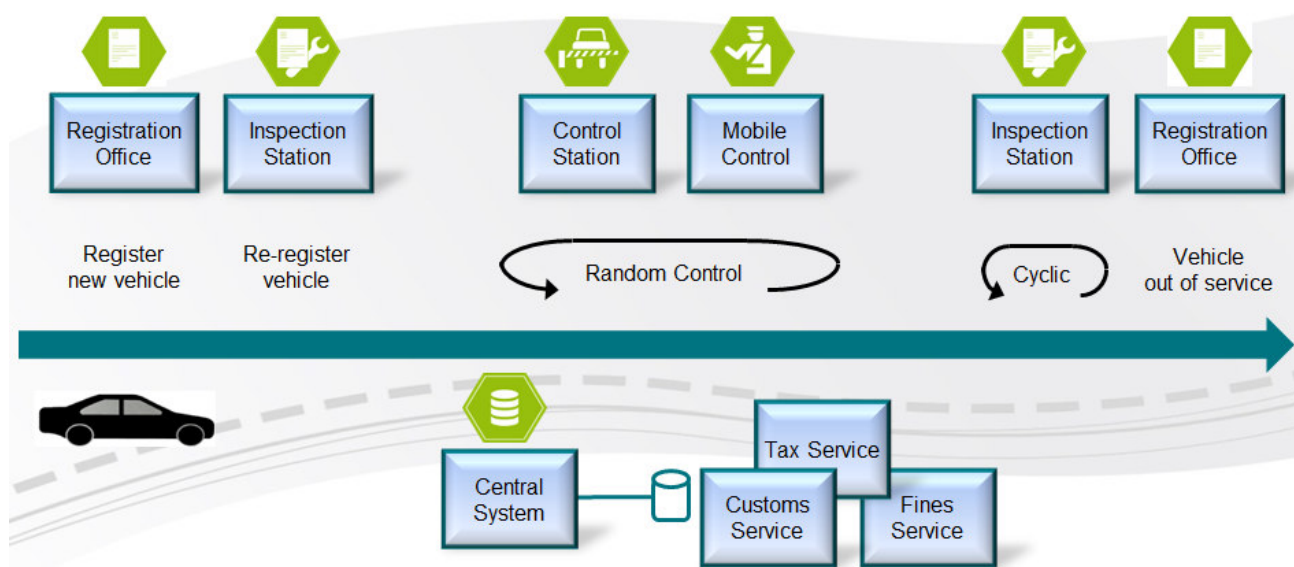 Registration
Office
Inspection
Station
Control
Station
Mobile
Control
Inspection
Station
Registration
Office
Register
new vehicle
Re-register
vehicle
Random Control
Cyclic
Vehicle
out of service
Central
System
Tax Service
Customs
Service
Fines
Service